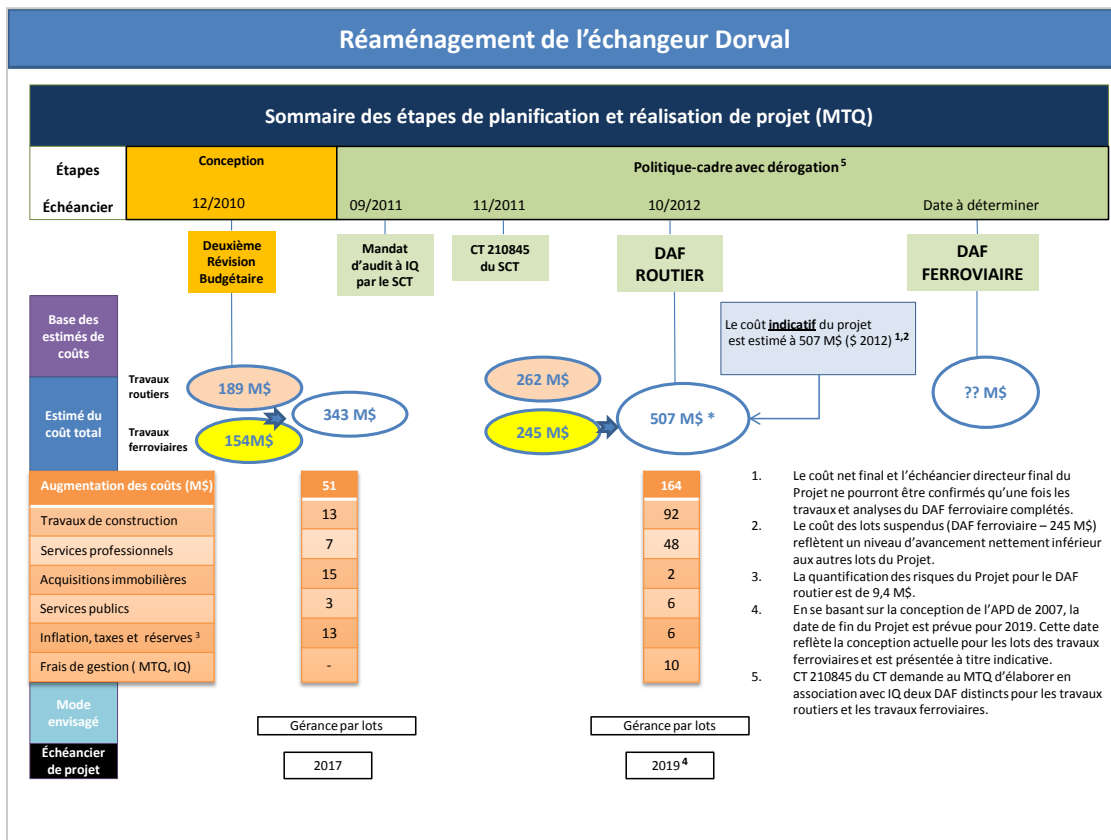 Réaménagement de l'échangeur Dorval
Sommaire des étapes de planification et réalisation de projet (MTQ)
Étapes
Conception
Politique-cadre avec dérogation 5
Échéancier
12/2010
09/2011
11/2011
10/2012
Date à déterminer
Deuxième
Révision
Budgétaire
Mandat
d'audit à IQ
par le SCT
CT 210845
du SCT
DAF
ROUTIER
DAF
FERROVIAIRE
Base des
estimés de
coûts
Le coût indicatif du projet
est estimé à 507 M$ ($ 2012) 1,2
Estimé du
coût total
Travaux
routiers
189 M$
Travaux
ferroviaires
154M$
343 M$
262 M$
245 M$
507 M$ *
?? M$
Augmentation des coûts (M$) 51 164
Travaux de construction 13 92
Services professionnels 7 48
Acquisitions immobilières 15 2
Services publics 3 6
Inflation, taxes et réserves 3 13 6
Frais de gestion ( MTQ, IQ) - 10
1. Le coût net final et l'échéancier directeur final du
Projet ne pourront être confirmés qu'une fois les
travaux et analyses du DAF ferroviaire complétés.
2. Le coût des lots suspendus (DAF ferroviaire – 245 M$)
reflètent un niveau d'avancement nettement inférieur
aux autres lots du Projet.
3. La quantification des risques du Projet pour le DAF
routier est de 9,4 M$.
4. En se basant sur la conception de l'APD de 2007, la
date de fin du Projet est prévue pour 2019. Cette date
reflète la conception actuelle pour les lots des travaux
ferroviaires et est présentée à titre indicative.
5. CT 210845 du CT demande au MTQ d'élaborer en
association avec IQ deux DAF distincts pour les travaux
routiers et les travaux ferroviaires.
Mode
envisagé
Gérance par lots
Gérance par lots
Échéancier
de projet
2017
2019 4